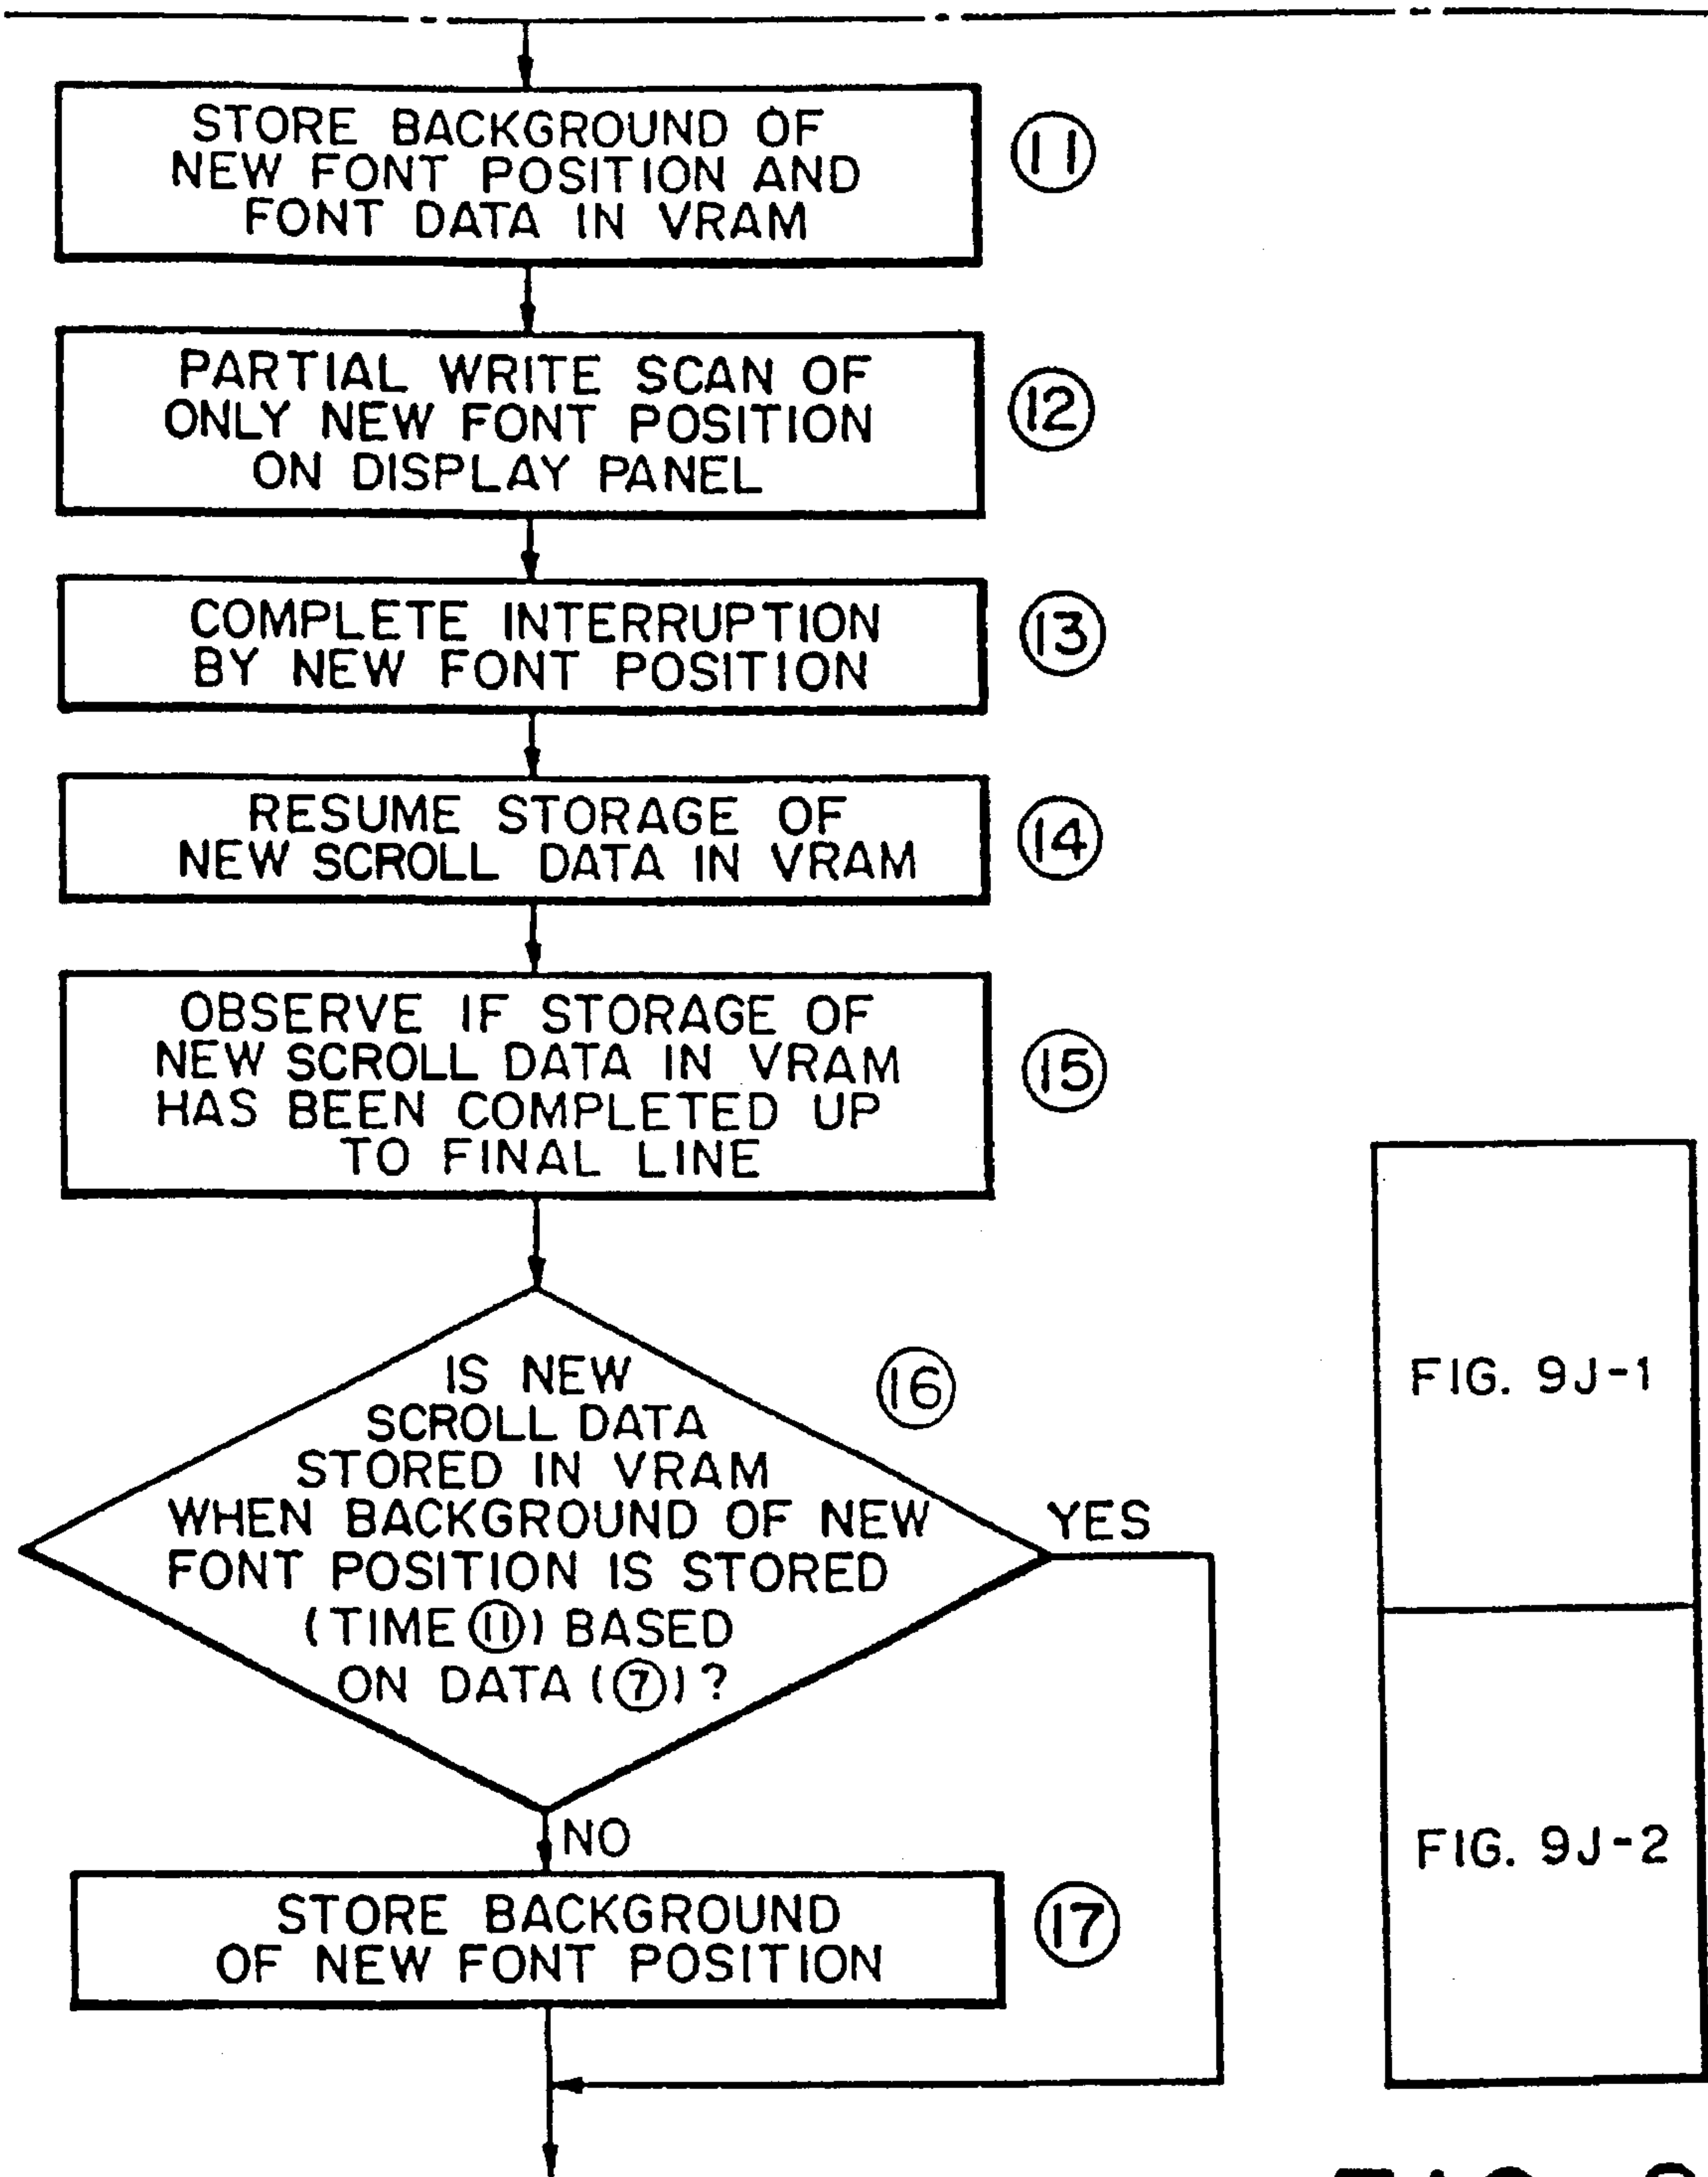 STORE BACKGROUND OF
NEW FONT POSITION AND
FONT DATA IN VRAM
⑪
PARTIAL WRITE SCAN OF
ONLY NEW FONT POSITION
ON DISPLAY PANEL
⑫
COMPLETE INTERRUPTION
BY NEW FONT POSITION
⑬
RESUME STORAGE OF
NEW SCROLL DATA IN VRAM
⑭
OBSERVE IF STORAGE OF
NEW SCROLL DATA IN VRAM
HAS BEEN COMPLETED UP
TO FINAL LINE
⑮
IS NEW
SCROLL DATA
STORED IN VRAM
WHEN BACKGROUND OF NEW
FONT POSITION IS STORED
(TIME ⑪) BASED
ON DATA (⑦)?
⑯
YES
NO
STORE BACKGROUND
OF NEW FONT POSITION
⑰
FIG. 9J-1
FIG. 9J-2